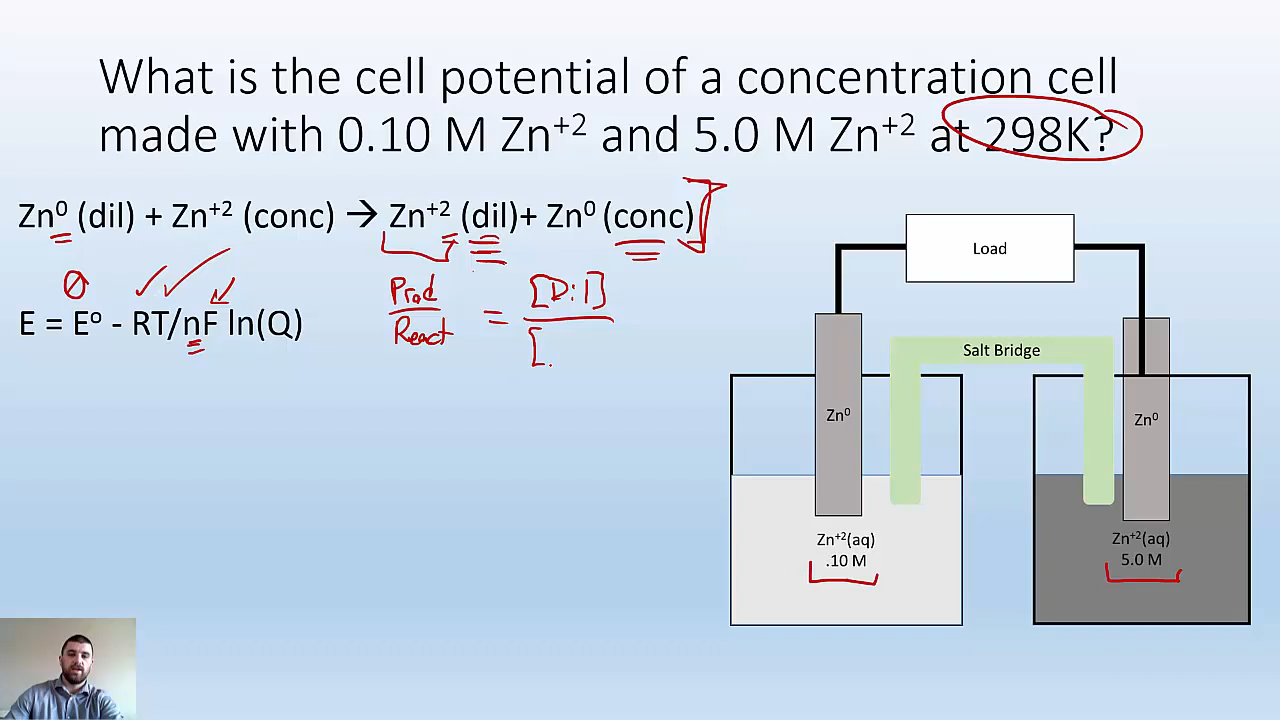 What is the cell potential of a concentration cell
made with 0.10 M Zn⁺² and 5.0 M Zn⁺² at 298K?
Zn⁰ (dil) + Zn⁺² (conc) → Zn⁺² (dil)+ Zn⁰ (conc)
0
E = Eº - RT/nF ln(Q)
Prod
React
=
[Dil]
[.
Load
Salt Bridge
Zn⁰
Zn⁰
Zn⁺²(aq)
.10 M
Zn⁺²(aq)
5.0 M